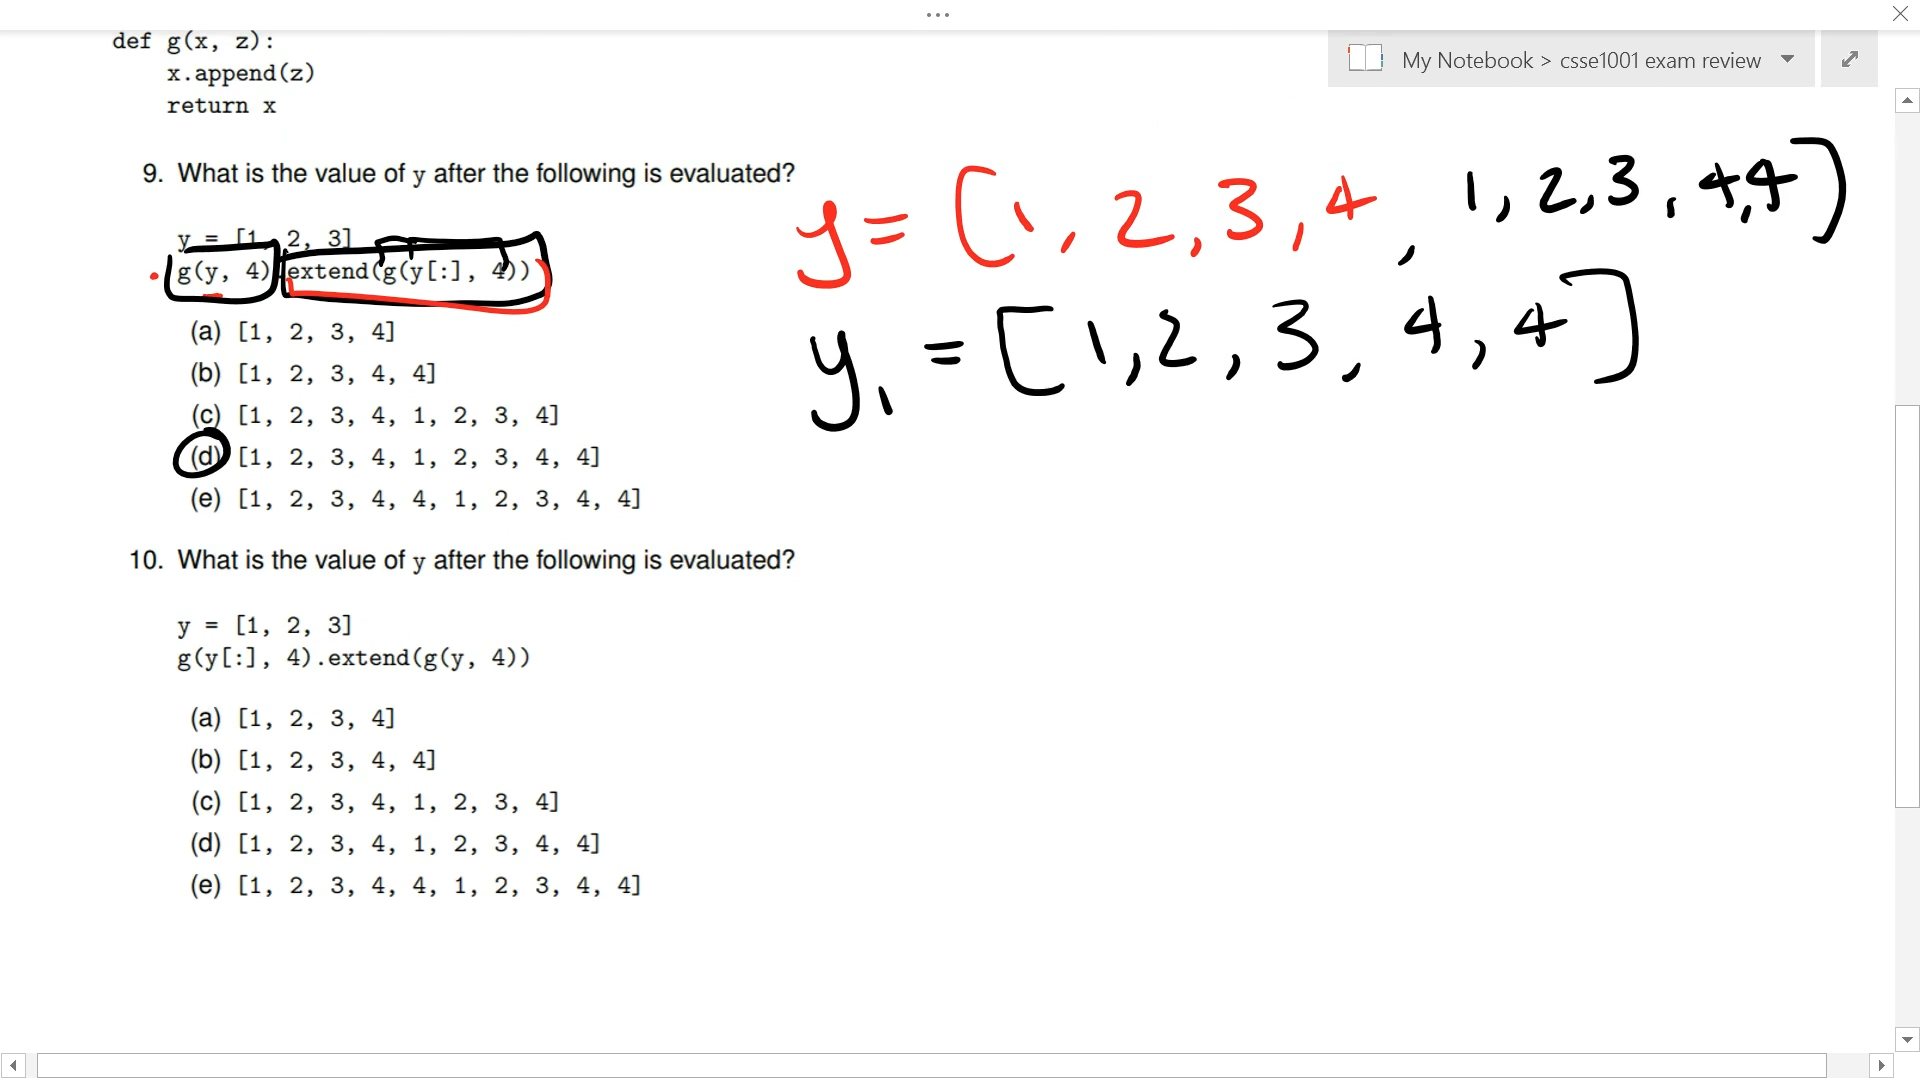 def g(x, z):
x.append(z)
return x
My Notebook > csse1001 exam review
9. What is the value of y after the following is evaluated?
y = [1, 2, 3]
g(y, 4).extend(g(y[:], 4))
(a) [1, 2, 3, 4]
(b) [1, 2, 3, 4, 4]
(c) [1, 2, 3, 4, 1, 2, 3, 4]
(d) [1, 2, 3, 4, 1, 2, 3, 4, 4]
(e) [1, 2, 3, 4, 4, 1, 2, 3, 4, 4]
y = [1, 2, 3, 4, 1, 2, 3, 4, 4]
y1 = [1, 2, 3, 4, 4]
10. What is the value of y after the following is evaluated?
y = [1, 2, 3]
g(y[:], 4).extend(g(y, 4))
(a) [1, 2, 3, 4]
(b) [1, 2, 3, 4, 4]
(c) [1, 2, 3, 4, 1, 2, 3, 4]
(d) [1, 2, 3, 4, 1, 2, 3, 4, 4]
(e) [1, 2, 3, 4, 4, 1, 2, 3, 4, 4]